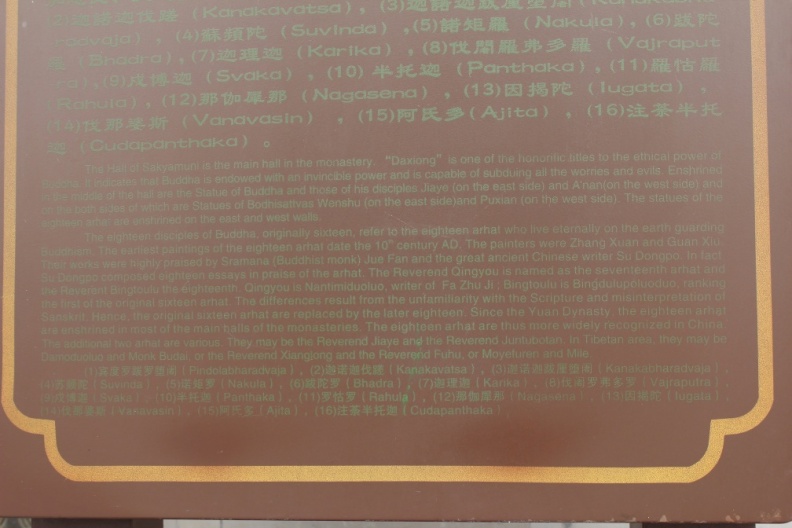 (2)迦诺迦伐蹉 (Kanakavatsa) , (3)迦諾迦
(4)蘇頻陀 (Suvinda) , (5)諾矩羅 (Nakula), (6)跋陀
(Bhadra), (7)迦理迦 (Karika) , (8)伐闍羅弗多羅 (Vajraput
ra), (9)戍博迦 (Svaka) , (10) 半托迦 (Panthaka) , (11)羅怙羅
(Rahula) , (12)那伽犀那 (Nagasena) , (13)因揭陀 (Iugata) ,
(14)伐那婆斯 (Vanavasin) , (15)阿氏多(Ajita) , (16)注荼半托
迦 (Cudapanthaka) 。
The Hall of Sakyamuni is the main hall in the monastery. "Daxiong" is one of the honorific titles to the ethical power of
Buddha. It indicates that Buddha is endowed with an invincible power and is capable of subduing all the worries and evils. Enshrined
in the middle of the hall are the Statue of Buddha and those of his disciples Jiaye (on the east side) and A'nan(on the west side) and
on the both sides of which are Statues of Bodhisattvas Wenshu (on the east side)and Puxian (on the west side). The statues of the
eighteen arhat are enshrined on the east and west walls.
The eighteen disciples of Buddha, originally sixteen, refer to the eighteen arhat who live eternally on the earth guarding
Buddhism. The earliest paintings of the eighteen arhat date the 10th century AD. The painters were Zhang Xuan and Guan Xiu.
Their works were highly praised by Sramana (Buddhist monk) Jue Fan and the great ancient Chinese writer Su Dongpo. In fact
Su Dongpo composed eighteen essays in praise of the arhat. The Reverend Qingyou is named as the seventeenth arhat and
the Reverend Bingtoulu the eighteenth. Qingyou is Nantimiduoluo, writer of Fa Zhu Ji ; Bingtoulu is Bingdulupoluoduo, ranking
the first of the original sixteen arhat. The differences result from the unfamiliarity with the Scripture and misinterpretation of
Sanskrit. Hence, the original sixteen arhat are replaced by the later eighteen. Since the Yuan Dynasty, the eighteen arhat
are enshrined in most of the main halls of the monasteries. The eighteen arhat are thus more widely recognized in China.
The additional two arhat are various. They may be the Reverend Jiaye and the Reverend Juntubotan. In Tibetan area, they may be
Damoduoluo and Monk Budai, or the Reverend Xianglong and the Reverend Fuhu, or Moyefuren and Mile.
(1)宾度罗跋罗堕阇 ( Pindolabharadvaja ) , (2)迦诺迦伐蹉 ( Kanakavatsa ) , (3)迦诺迦跋厘堕阇 ( Kanakabharadvaja ) ,
(4)苏频陀 ( Suvinda ) , (5)诺矩罗 ( Nakula ) , (6)跋陀罗 ( Bhadra ) , (7)迦理迦 ( Karika ) , (8)伐阇罗弗多罗 ( Vajraputra ) ,
(9)戍博迦 ( Svaka ) , (10)半托迦 ( Panthaka ) , (11)罗怙罗 ( Rahula ) , (12)那伽犀那 ( Nagasena ) , (13)因揭陀 ( Iugata ) ,
(14)伐那婆斯 ( Vanavasin ) , (15)阿氏多 ( Ajita ) , (16)注荼半托迦 ( Cudapanthaka ) .